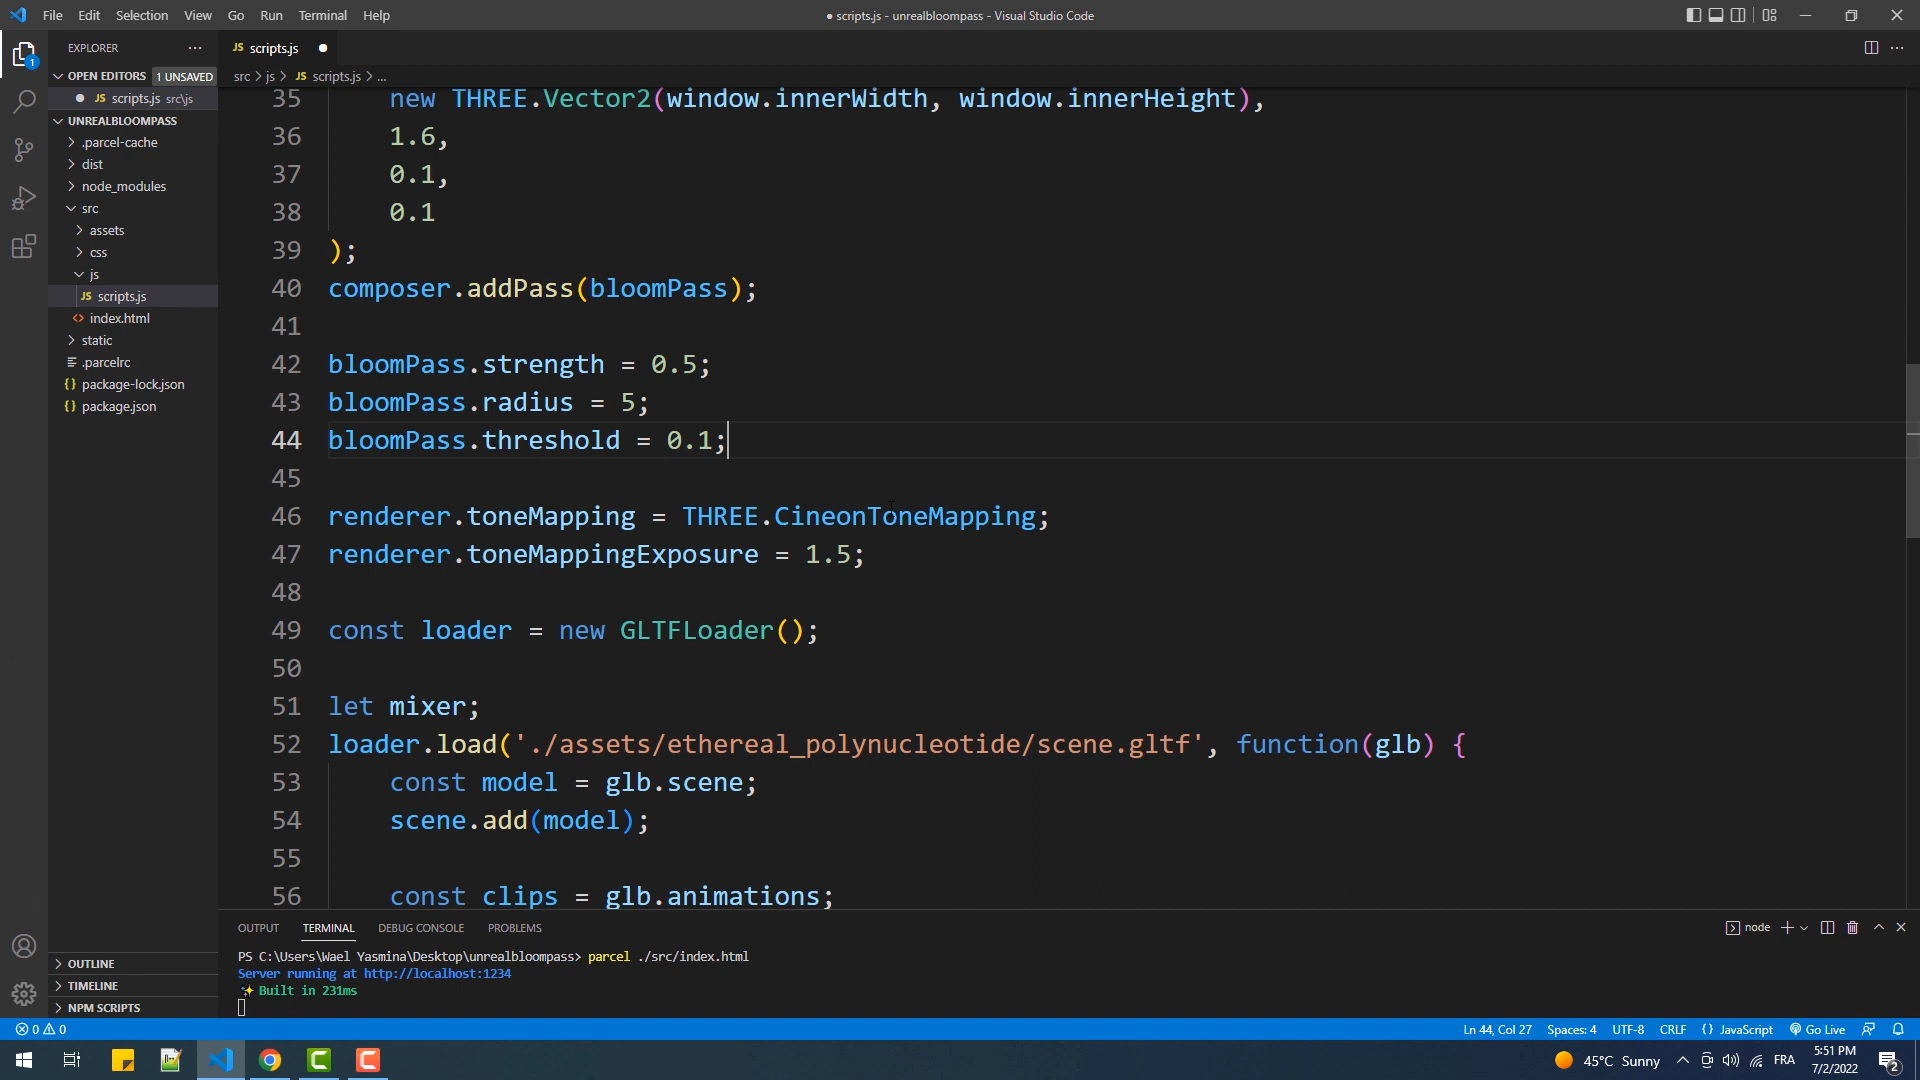 File Edit Selection View Go Run Terminal Help
● scripts.js - unrealbloompass - Visual Studio Code
EXPLORER
JS scripts.js
OPEN EDITORS 1 UNSAVED
src > js > JS scripts.js > ...
1
JS scripts.js src\js
UNREALBLOOMPASS
.parcel-cache
dist
node_modules
src
assets
css
js
JS scripts.js
<> index.html
static
.parcelrc
{} package-lock.json
{} package.json
OUTLINE
TIMELINE
NPM SCRIPTS
35 new THREE.Vector2(window.innerWidth, window.innerHeight),
36 1.6,
37 0.1,
38 0.1
39 );
40 composer.addPass(bloomPass);
41
42 bloomPass.strength = 0.5;
43 bloomPass.radius = 5;
44 bloomPass.threshold = 0.1;
45
46 renderer.toneMapping = THREE.CineonToneMapping;
47 renderer.toneMappingExposure = 1.5;
48
49 const loader = new GLTFLoader();
50
51 let mixer;
52 loader.load('./assets/ethereal_polynucleotide/scene.gltf', function(glb) {
53 const model = glb.scene;
54 scene.add(model);
55
56 const clips = glb.animations;
OUTPUT TERMINAL DEBUG CONSOLE PROBLEMS
node
PS C:\Users\Wael Yasmina\Desktop\unrealbloompass> parcel ./src/index.html
Server running at http://localhost:1234
✨ Built in 231ms
0 0
Ln 44, Col 27 Spaces: 4 UTF-8 CRLF {} JavaScript Go Live
45°C Sunny FRA
5:51 PM
7/2/2022
2